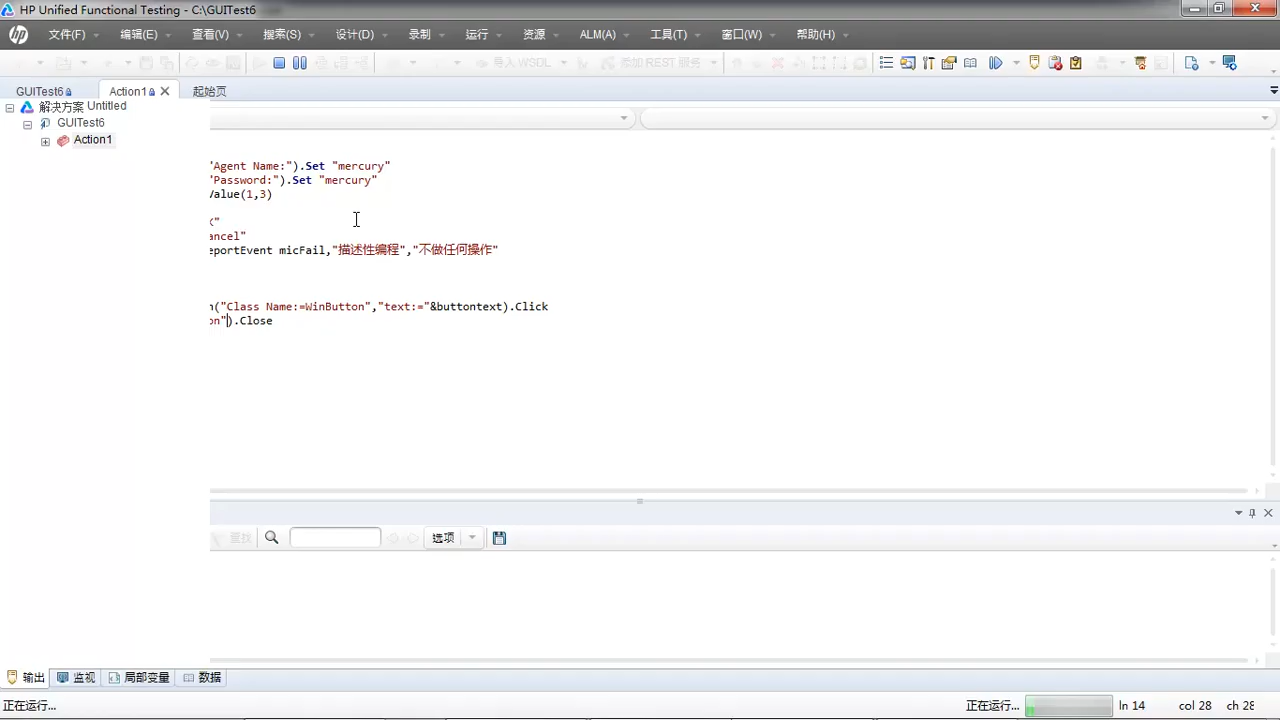 HP Unified Functional Testing - C:\GUITest6
文件(F) 编辑(E) 查看(V) 搜索(S) 设计(D) 录制 运行 资源 ALM(A) 工具(T) 窗口(W) 帮助(H)
导入 WSDL 添加 REST 服务
GUITest6 Action1 起始页
解决方案 Untitled
GUITest6
Action1
"Agent Name:").Set "mercury"
"Password:").Set "mercury"
Value(1,3)
ancel"
eportEvent micFail,"描述性编程","不做任何操作"
n("Class Name:=WinButton","text:="&buttontext).Click
on").Close
查找 选项
输出 监视 局部变量 数据
正在运行... 正在运行... ln 14 col 28 ch 28